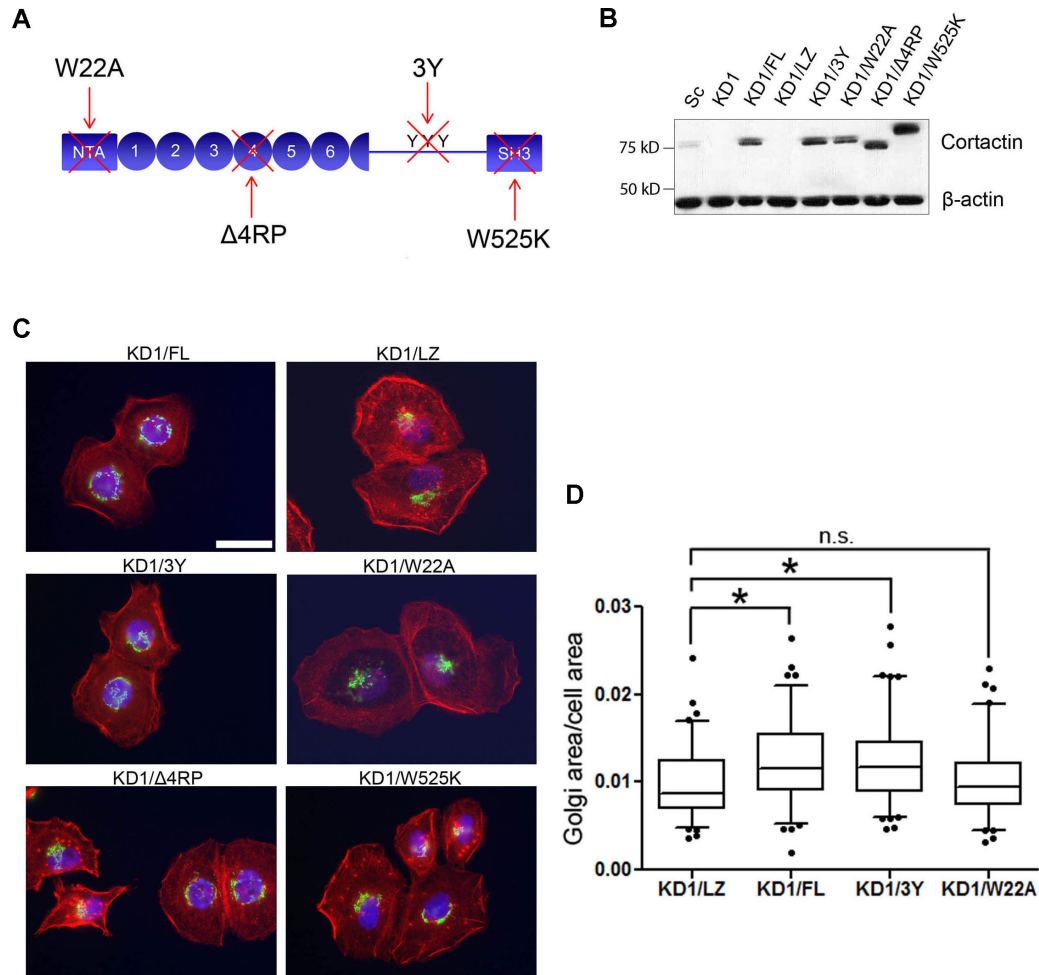 A
W22A
3Y
NTA 1 2 3 4 5 6 Y Y Y SH3
Δ4RP
W525K
B
Sc KD1 KD1/FL KD1/LZ KD1/3Y KD1/W22A KD1/Δ4RP KD1/W525K
75 kD
Cortactin
50 kD
β-actin
C
KD1/FL
KD1/LZ
KD1/3Y
KD1/W22A
KD1/Δ4RP
KD1/W525K
D
n.s.
*
*
Golgi area/cell area
0.03
0.02
0.01
0.00
KD1/LZ KD1/FL KD1/3Y KD1/W22A